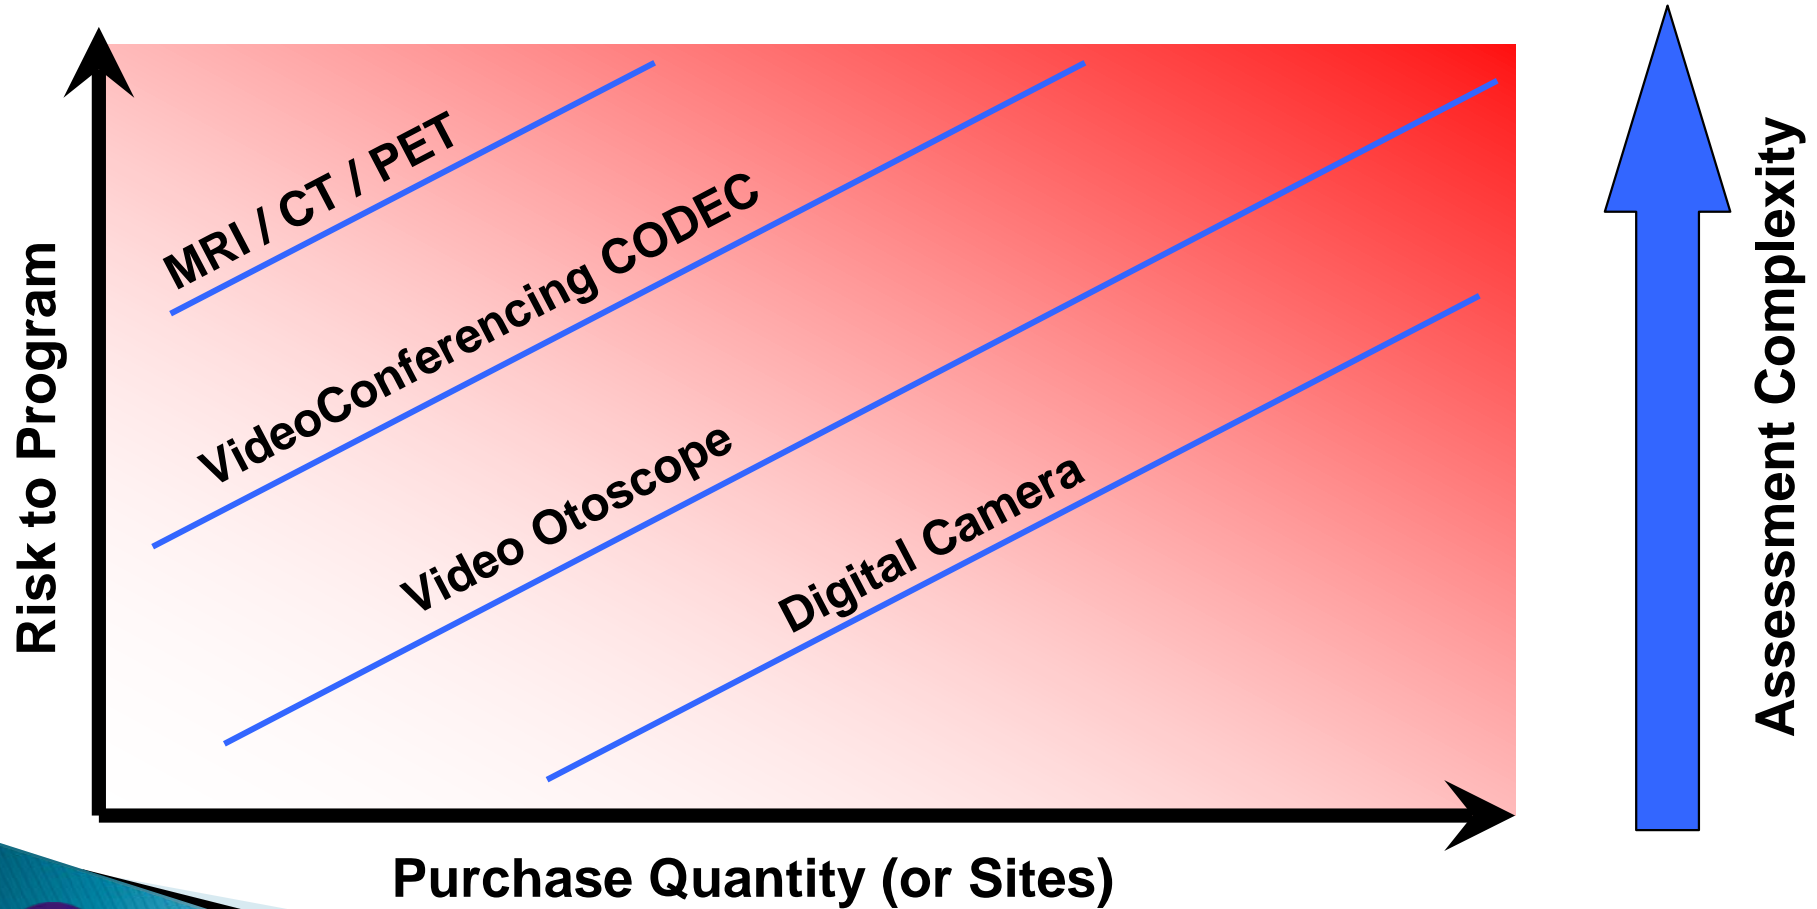 MRI / CT / PET
VideoConferencing CODEC
Video Otoscope
Digital Camera
Risk to Program
Purchase Quantity (or Sites)
Assessment Complexity